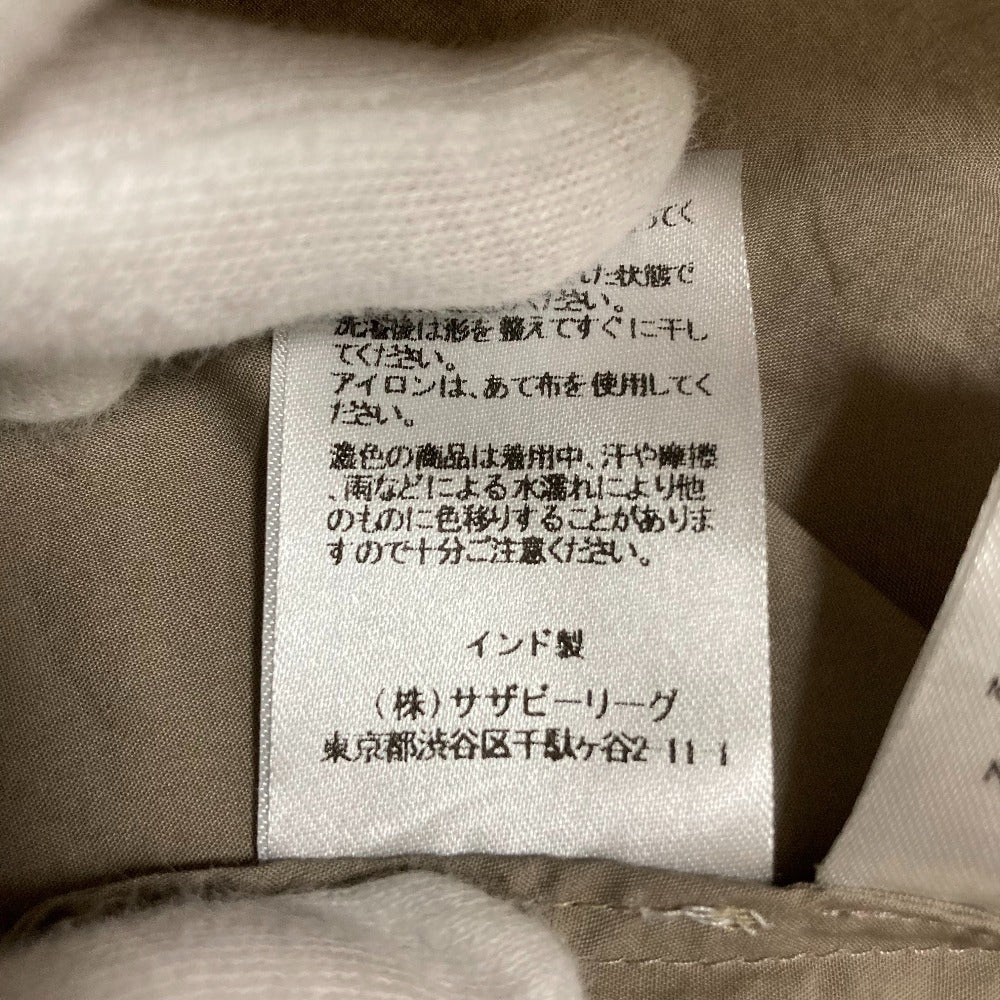 ってく
た状態で
ください。
洗濯後は形を整えてすぐに干し
てください。
アイロンは、あて布を使用してく
ださい。
濃色の商品は着用中、汗や摩擦
、雨などによる水濡れにより他
のものに色移りすることがありま
すので十分ご注意ください。
インド製
(株)サザビーリーグ
東京都渋谷区千駄ヶ谷2-11-1